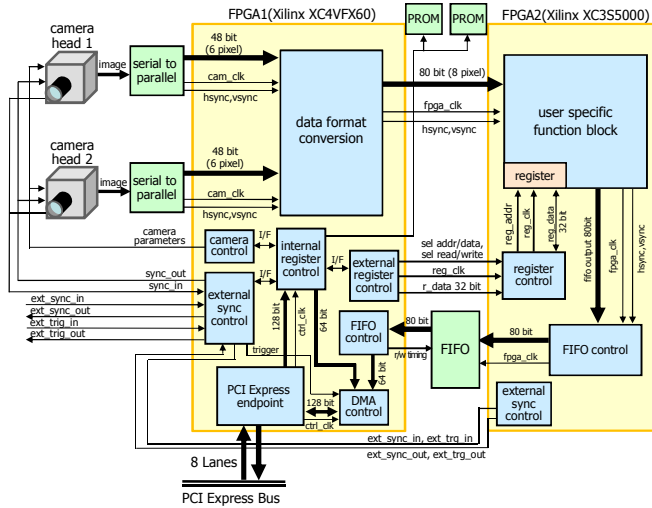 camera
head 1
FPGA1(Xilinx XC4VFX60)
PROM
PROM
FPGA2(Xilinx XC3S5000)
image
serial to
parallel
48 bit
(6 pixel)
cam_clk
hsync,vsync
data format
conversion
80 bit (8 pixel)
fpga_clk
hsync,vsync
user specific
function block
camera
head 2
image
serial to
parallel
48 bit
(6 pixel)
cam_clk
hsync,vsync
register
camera
parameters
camera
control
I/F
internal
register
control
I/F
external
register
control
sel addr/data,
sel read/write
reg_clk
r_data 32 bit
reg_addr
reg_clk
reg_data
32 bit
register
control
fifo output 80bit
fpga_clk
hsync,vsync
sync_out
sync_in
ext_sync_in
ext_sync_out
ext_trig_in
ext_trig_out
external
sync
control
I/F
128 bit
ctrl_clk
64 bit
trigger
FIFO
control
80 bit
r/w timing
64 bit
FIFO
80 bit
fpga_clk
FIFO control
PCI Express
endpoint
128 bit
ctrl_clk
DMA
control
external
sync
control
ext_sync_in, ext_trg_in
ext_sync_out, ext_trg_out
8 Lanes
PCI Express Bus